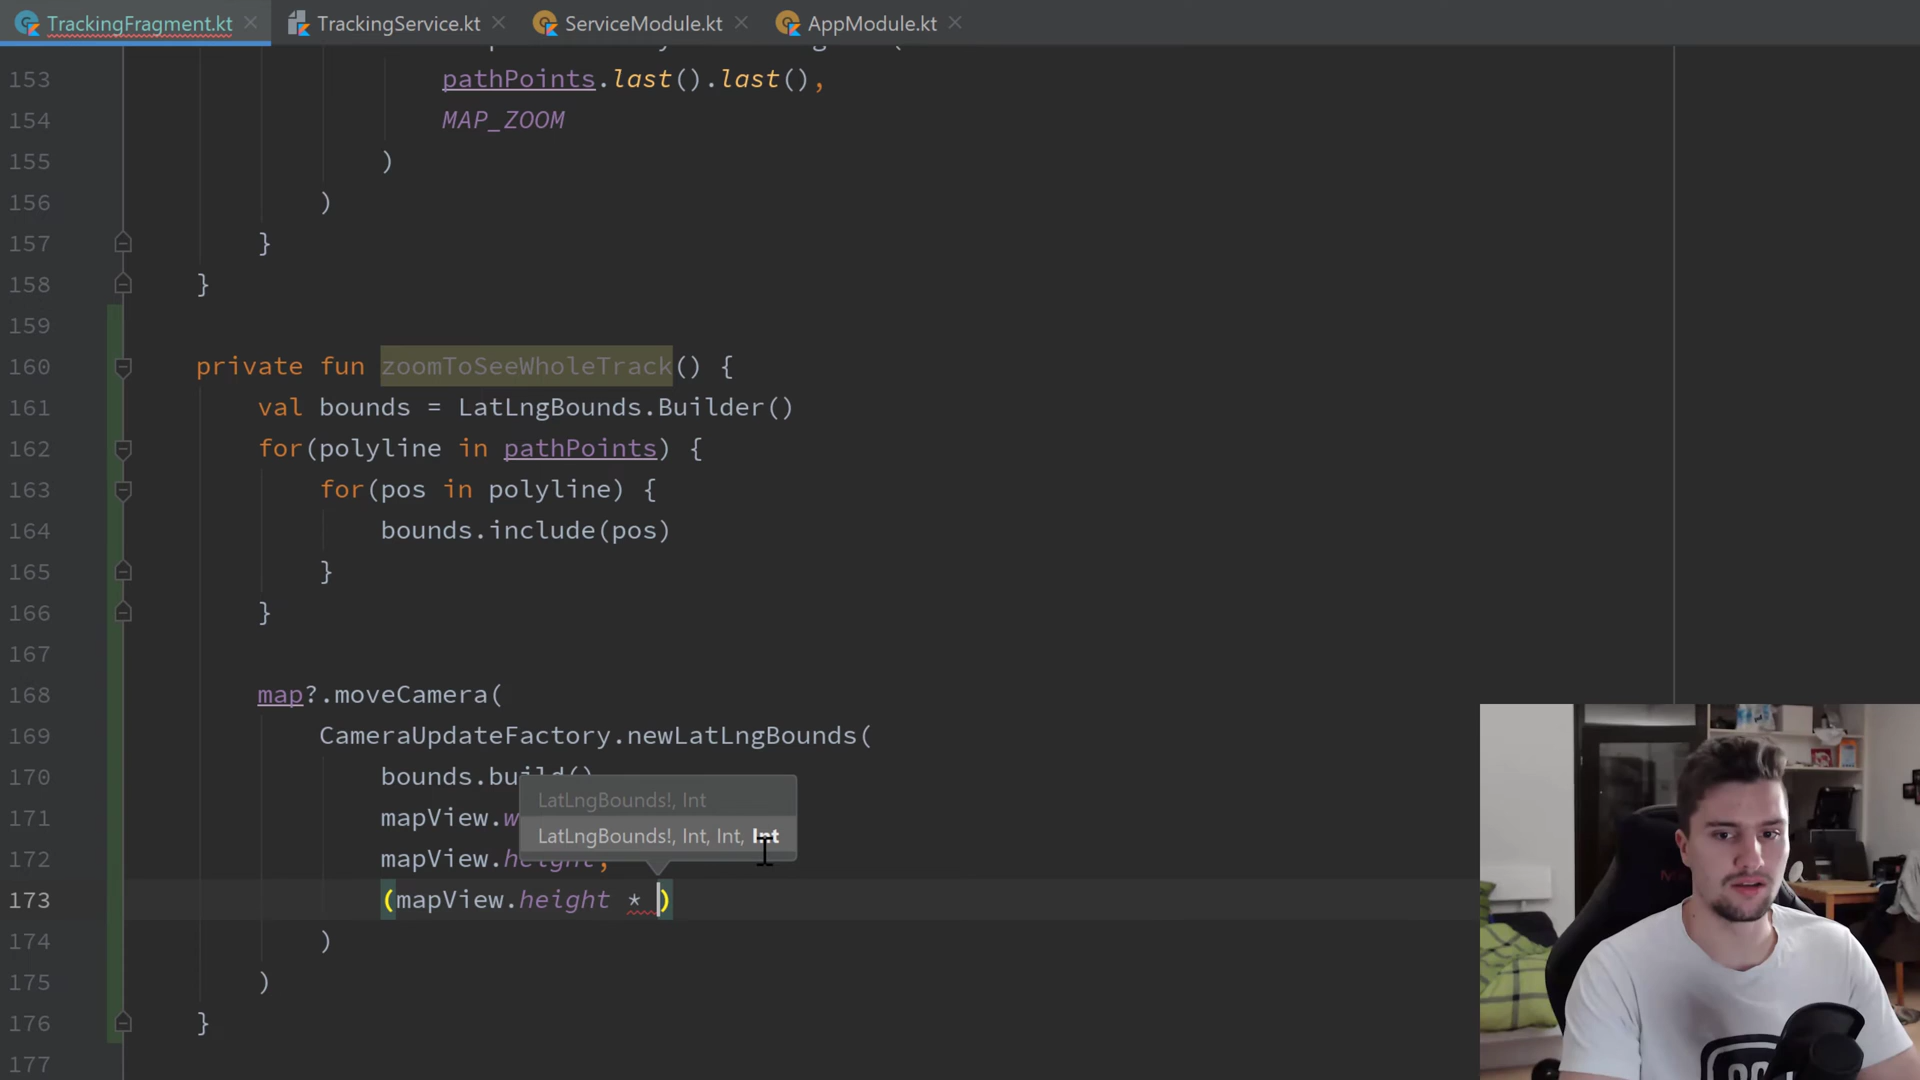 TrackingFragment.kt TrackingService.kt ServiceModule.kt AppModule.kt
153 pathPoints.last().last(),
154 MAP_ZOOM
155 )
156 )
157 }
158 }
159
160 private fun zoomToSeeWholeTrack() {
161 val bounds = LatLngBounds.Builder()
162 for(polyline in pathPoints) {
163 for(pos in polyline) {
164 bounds.include(pos)
165 }
166 }
167
168 map?.moveCamera(
169 CameraUpdateFactory.newLatLngBounds(
170 bounds.build()
LatLngBounds!, Int
171 mapView.
LatLngBounds!, Int, Int, Int
172 mapView.height,
173 (mapView.height * )
174 )
175 )
176 }
177